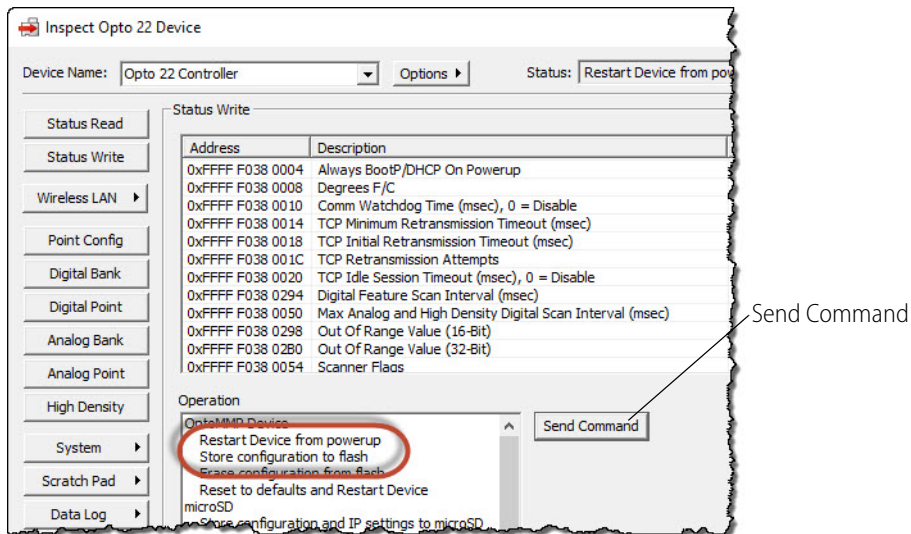 Inspect Opto 22 Device
Device Name: Opto 22 Controller Options Status: Restart Device from pow
Status Read
Status Write
Wireless LAN
Point Config
Digital Bank
Digital Point
Analog Bank
Analog Point
High Density
System
Scratch Pad
Data Log
Status Write
Address Description
0xFFFF F038 0004 Always BootP/DHCP On Powerup
0xFFFF F038 0008 Degrees F/C
0xFFFF F038 0010 Comm Watchdog Time (msec), 0 = Disable
0xFFFF F038 0014 TCP Minimum Retransmission Timeout (msec)
0xFFFF F038 0018 TCP Initial Retransmission Timeout (msec)
0xFFFF F038 001C TCP Retransmission Attempts
0xFFFF F038 0020 TCP Idle Session Timeout (msec), 0 = Disable
0xFFFF F038 0294 Digital Feature Scan Interval (msec)
0xFFFF F038 0050 Max Analog and High Density Digital Scan Interval (msec)
0xFFFF F038 0298 Out Of Range Value (16-Bit)
0xFFFF F038 02B0 Out Of Range Value (32-Bit)
0xFFFF F038 0054 Scanner Flags
Operation
OptoMMP Device
Restart Device from powerup
Store configuration to flash
Erase configuration from flash
Reset to defaults and Restart Device
microSD
Store configuration and IP settings to microSD
Send Command
Send Command